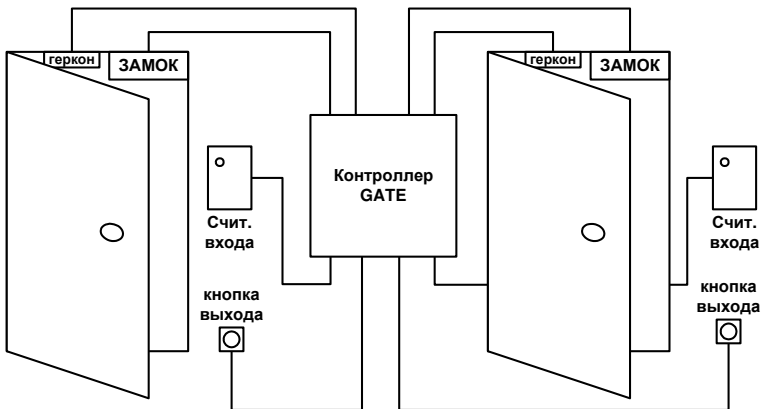 геркон
ЗАМОК
геркон
ЗАМОК
Контроллер
GATE
Счит.
входа
Счит.
входа
кнопка
выхода
кнопка
выхода